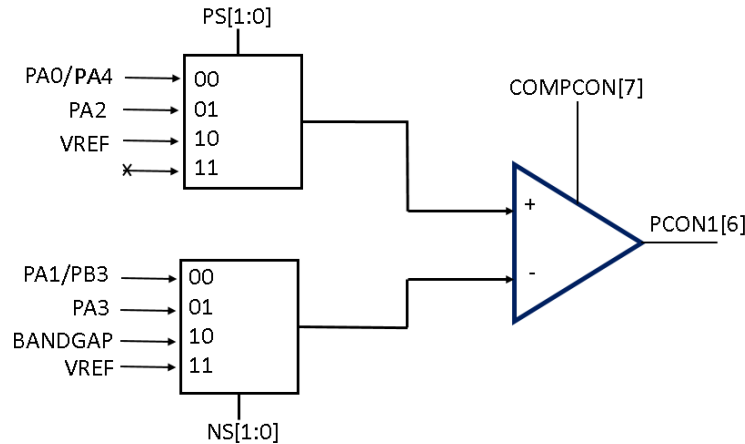 PS[1:0]
PA0/PA4 00
PA2 01
VREF 10
x 11
COMPCON[7]
+
PCON1[6]
-
PA1/PB3 00
PA3 01
BANDGAP 10
VREF 11
NS[1:0]